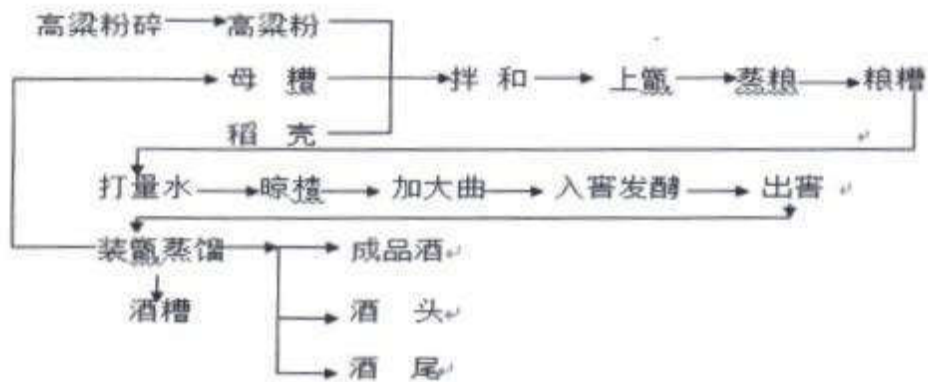 高粱粉碎 高粱粉
母 糟 拌 和 上甑 蒸粮 粮糟
稻 壳
打量水 晾楂 加大曲 入窖发酵 出窖
装甑蒸馏 成品酒
酒糟 酒 头
酒 尾